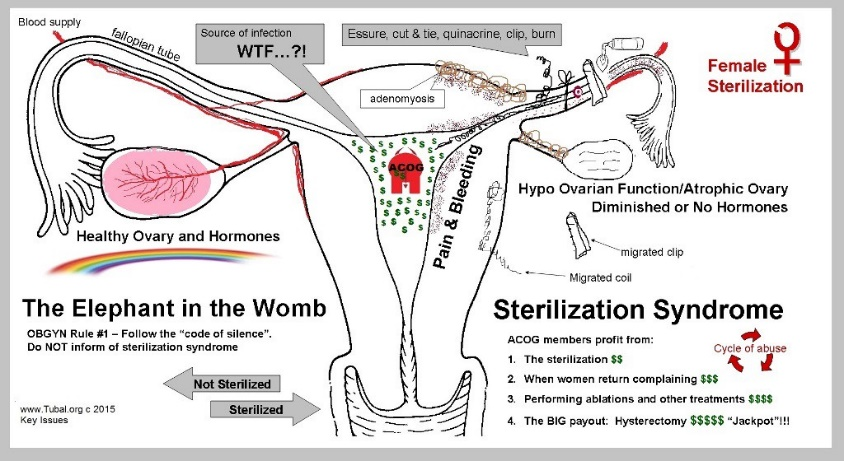 Blood supply
fallopian tube
Source of infection
WTF...?!
Essure, cut & tie, quinacrine, clip, burn
Female
Sterilization
adenomyosis
ACOG
Pain & Bleeding
Hypo Ovarian Function/Atrophic Ovary
Diminished or No Hormones
Healthy Ovary and Hormones
migrated clip
Migrated coil
The Elephant in the Womb
OBGYN Rule #1 – Follow the “code of silence”.
Do NOT inform of sterilization syndrome
Not Sterilized
Sterilized
www.Tubal.org c 2015
Key Issues
Sterilization Syndrome
ACOG members profit from:
Cycle of abuse
1. The sterilization $$
2. When women return complaining $$$
3. Performing ablations and other treatments $$$$
4. The BIG payout: Hysterectomy $$$$$ “Jackpot”!!!